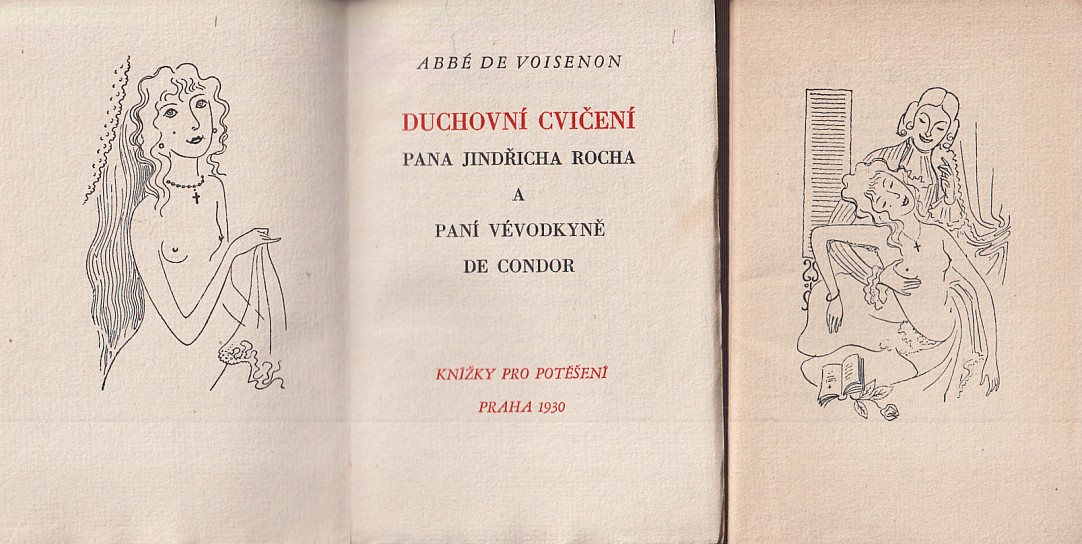 ABBÉ DE VOISENON
DUCHOVNÍ CVIČENÍ
PANA JINDŘICHA ROCHA
A
PANÍ VÉVODKYNĚ
DE CONDOR
KNÍŽKY PRO POTĚŠENÍ
PRAHA 1930